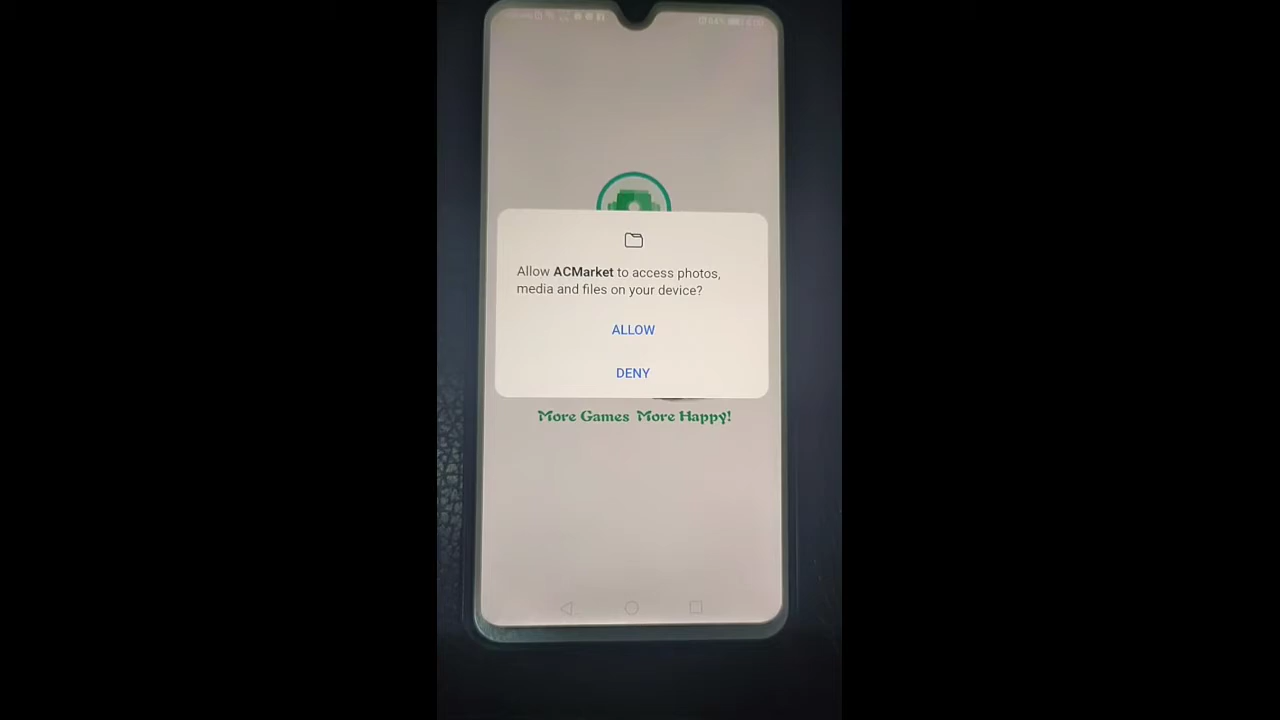 Allow ACMarket to access photos,
media and files on your device?
ALLOW
DENY
More Games More Happy!